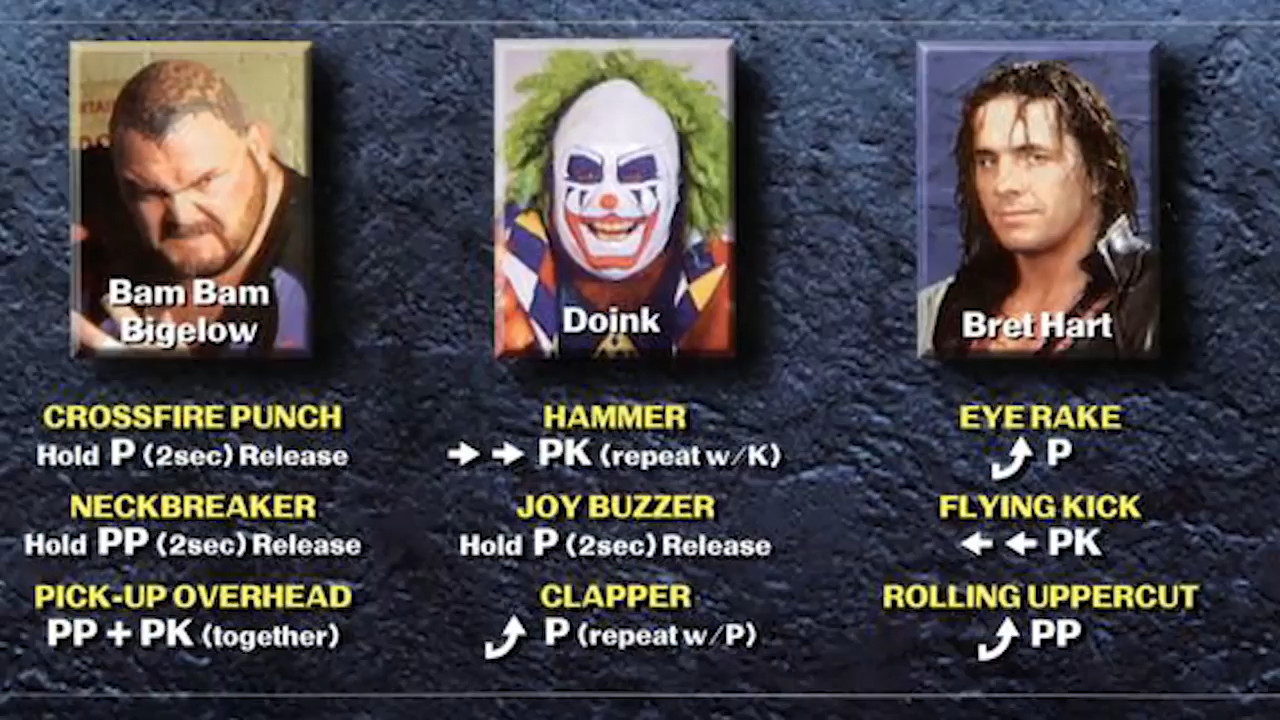 Bam Bam
Bigelow
CROSSFIRE PUNCH
Hold P (2sec) Release
NECKBREAKER
Hold PP (2sec) Release
PICK-UP OVERHEAD
PP + PK (together)
Doink
HAMMER
→ → PK (repeat w/K)
JOY BUZZER
Hold P (2sec) Release
CLAPPER
⤴ P (repeat w/P)
Bret Hart
EYE RAKE
⤴ P
FLYING KICK
← ← PK
ROLLING UPPERCUT
⤴ PP